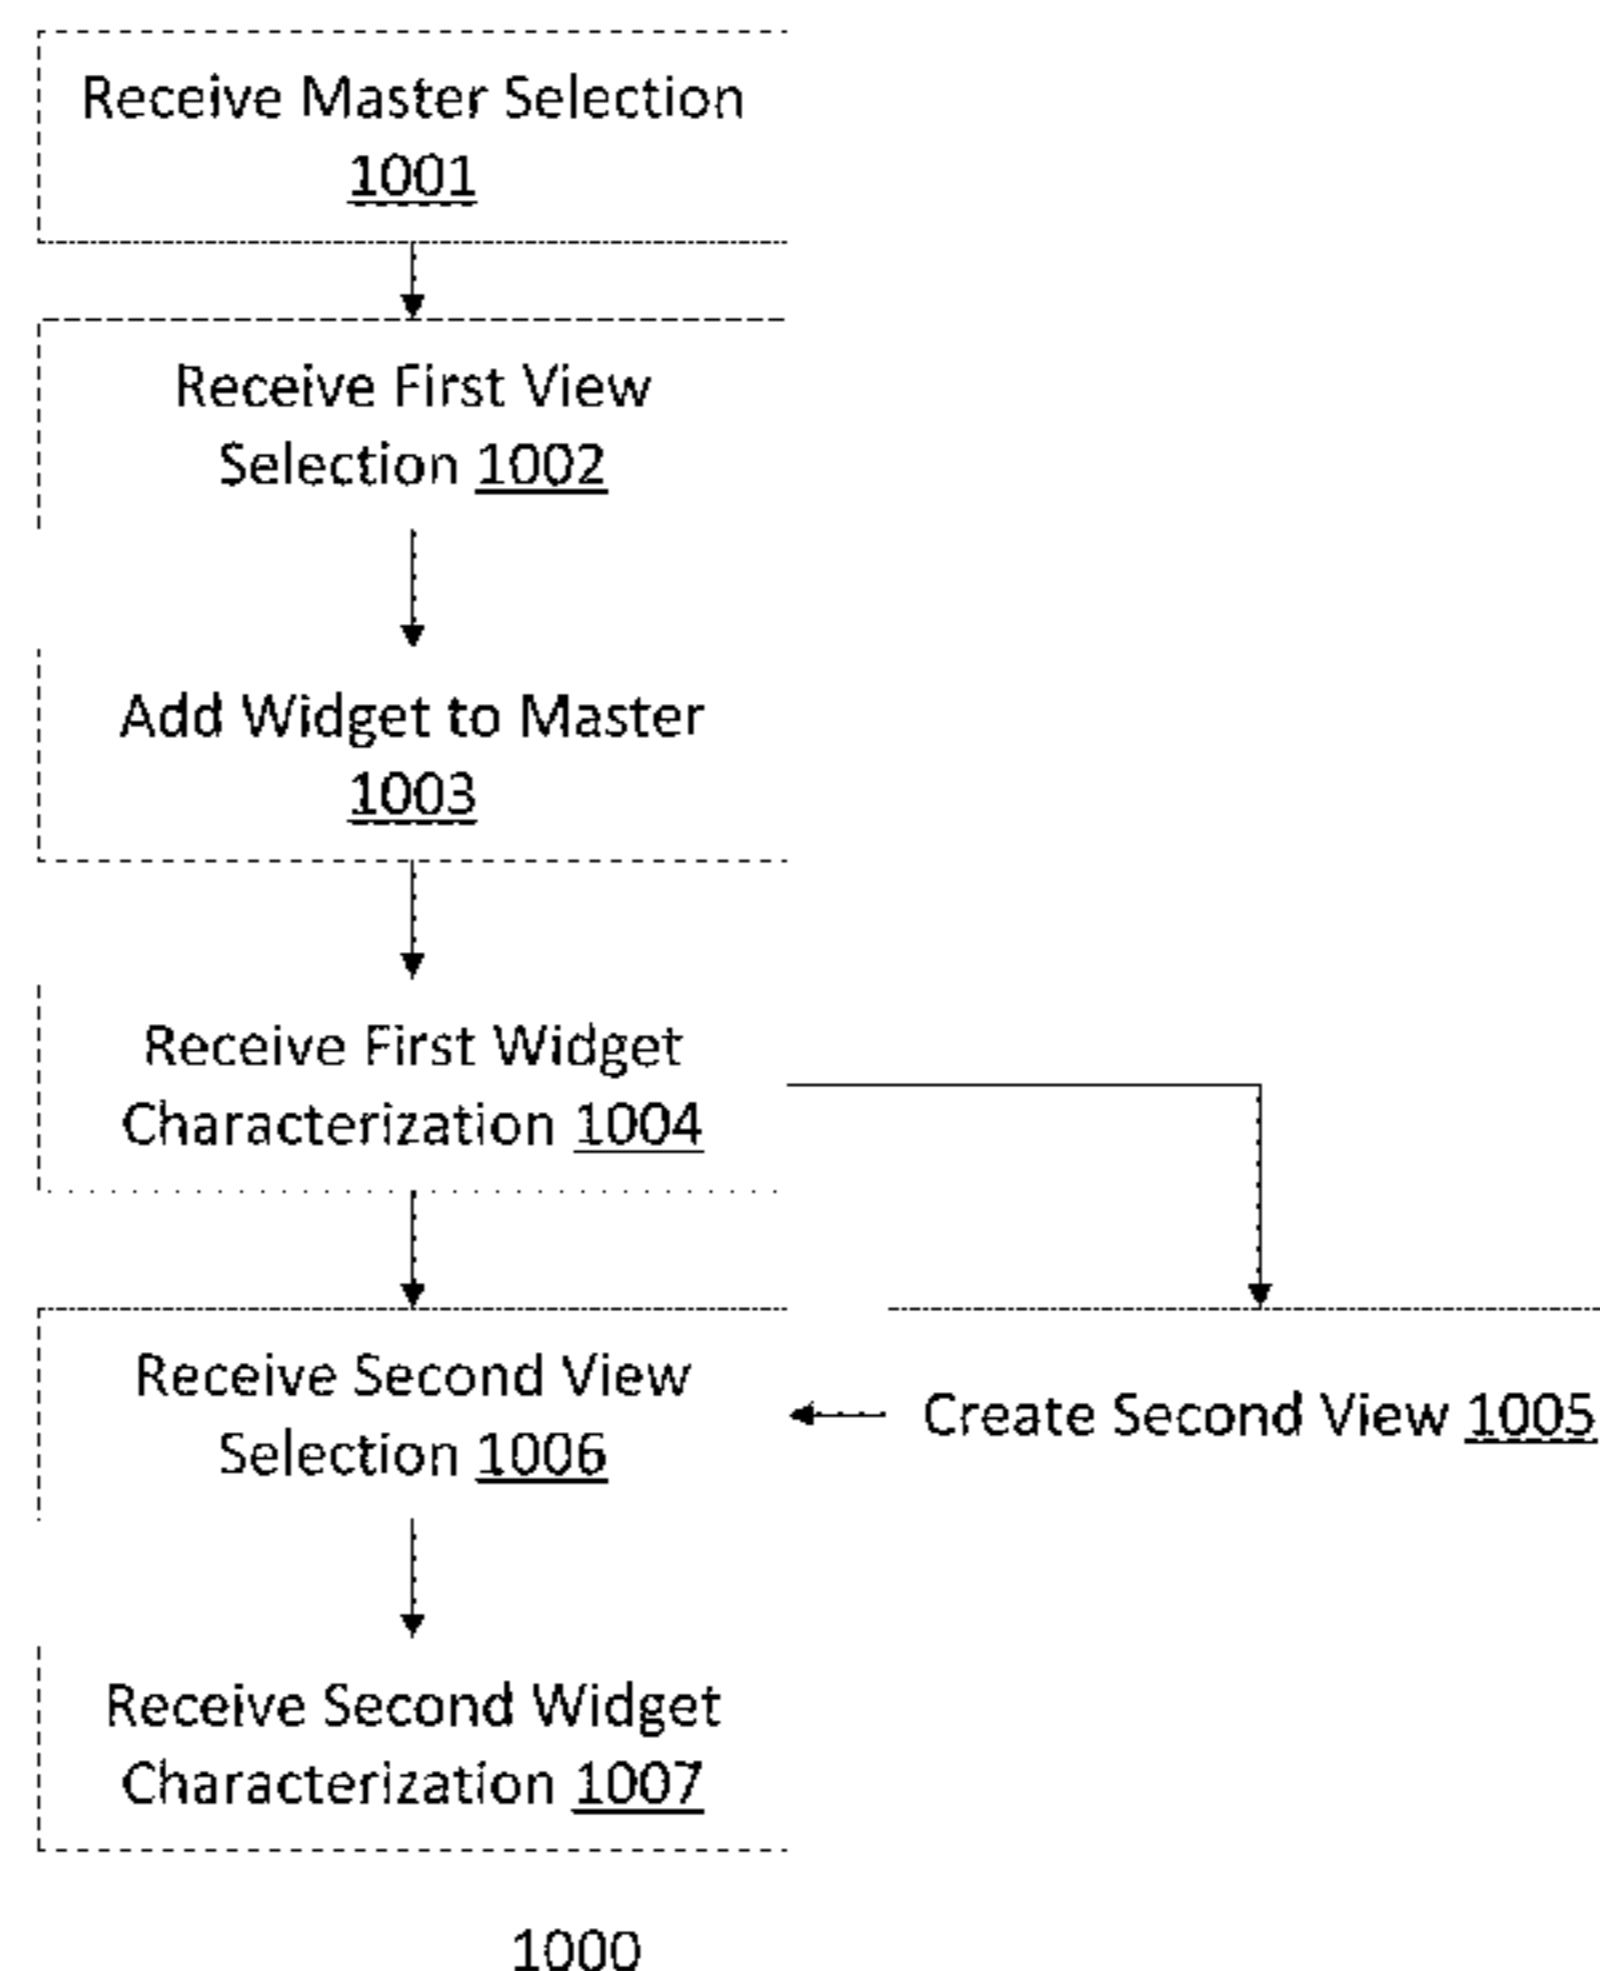 Receive Master Selection
1001
Receive First View
Selection 1002
Add Widget to Master
1003
Receive First Widget
Characterization 1004
Receive Second View
Selection 1006
Create Second View 1005
Receive Second Widget
Characterization 1007
1000